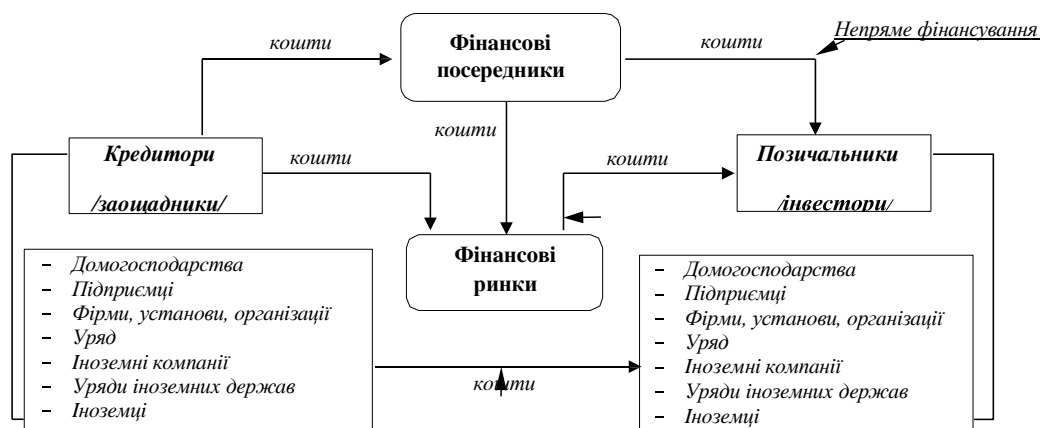 кошти
Фінансові
посередники
кошти
Непряме фінансування
кошти
Кредитори
/заощадники/
кошти
кошти
Позичальники
/інвестори/
Фінансові
ринки
– Домогосподарства
– Підприємці
– Фірми, установи, організації
– Уряд
– Іноземні компанії
– Уряди іноземних держав
– Іноземці
кошти
– Домогосподарства
– Підприємці
– Фірми, установи, організації
– Уряд
– Іноземні компанії
– Уряди іноземних держав
– Іноземці